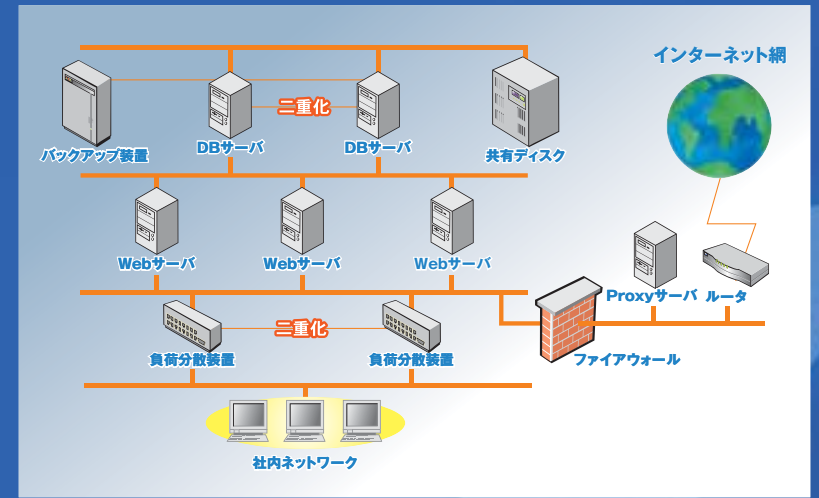 インターネット網
二重化
バックアップ装置
DBサーバ
DBサーバ
共有ディスク
Webサーバ
Webサーバ
Webサーバ
Proxyサーバ
ルータ
二重化
負荷分散装置
負荷分散装置
ファイアウォール
社内ネットワーク